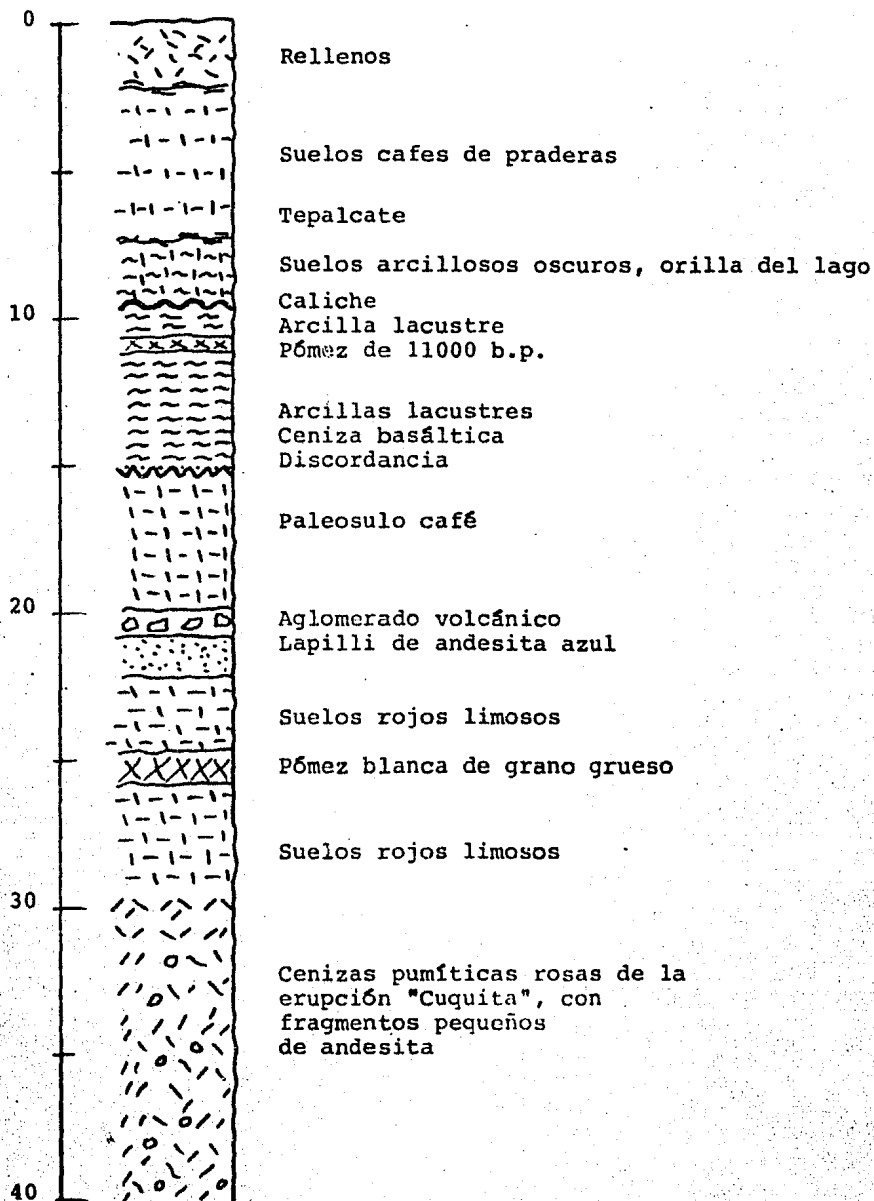 0
Rellenos
Suelos cafes de praderas
Tepalcate
Suelos arcillosos oscuros, orilla del lago
Caliche
10
Arcilla lacustre
Pómez de 11000 b.p.
Arcillas lacustres
Ceniza basáltica
Discordancia
Paleosulo café
20
Aglomerado volcánico
Lapilli de andesita azul
Suelos rojos limosos
Pómez blanca de grano grueso
Suelos rojos limosos
30
Cenizas pumíticas rosas de la
erupción "Cuquita", con
fragmentos pequeños
de andesita
40